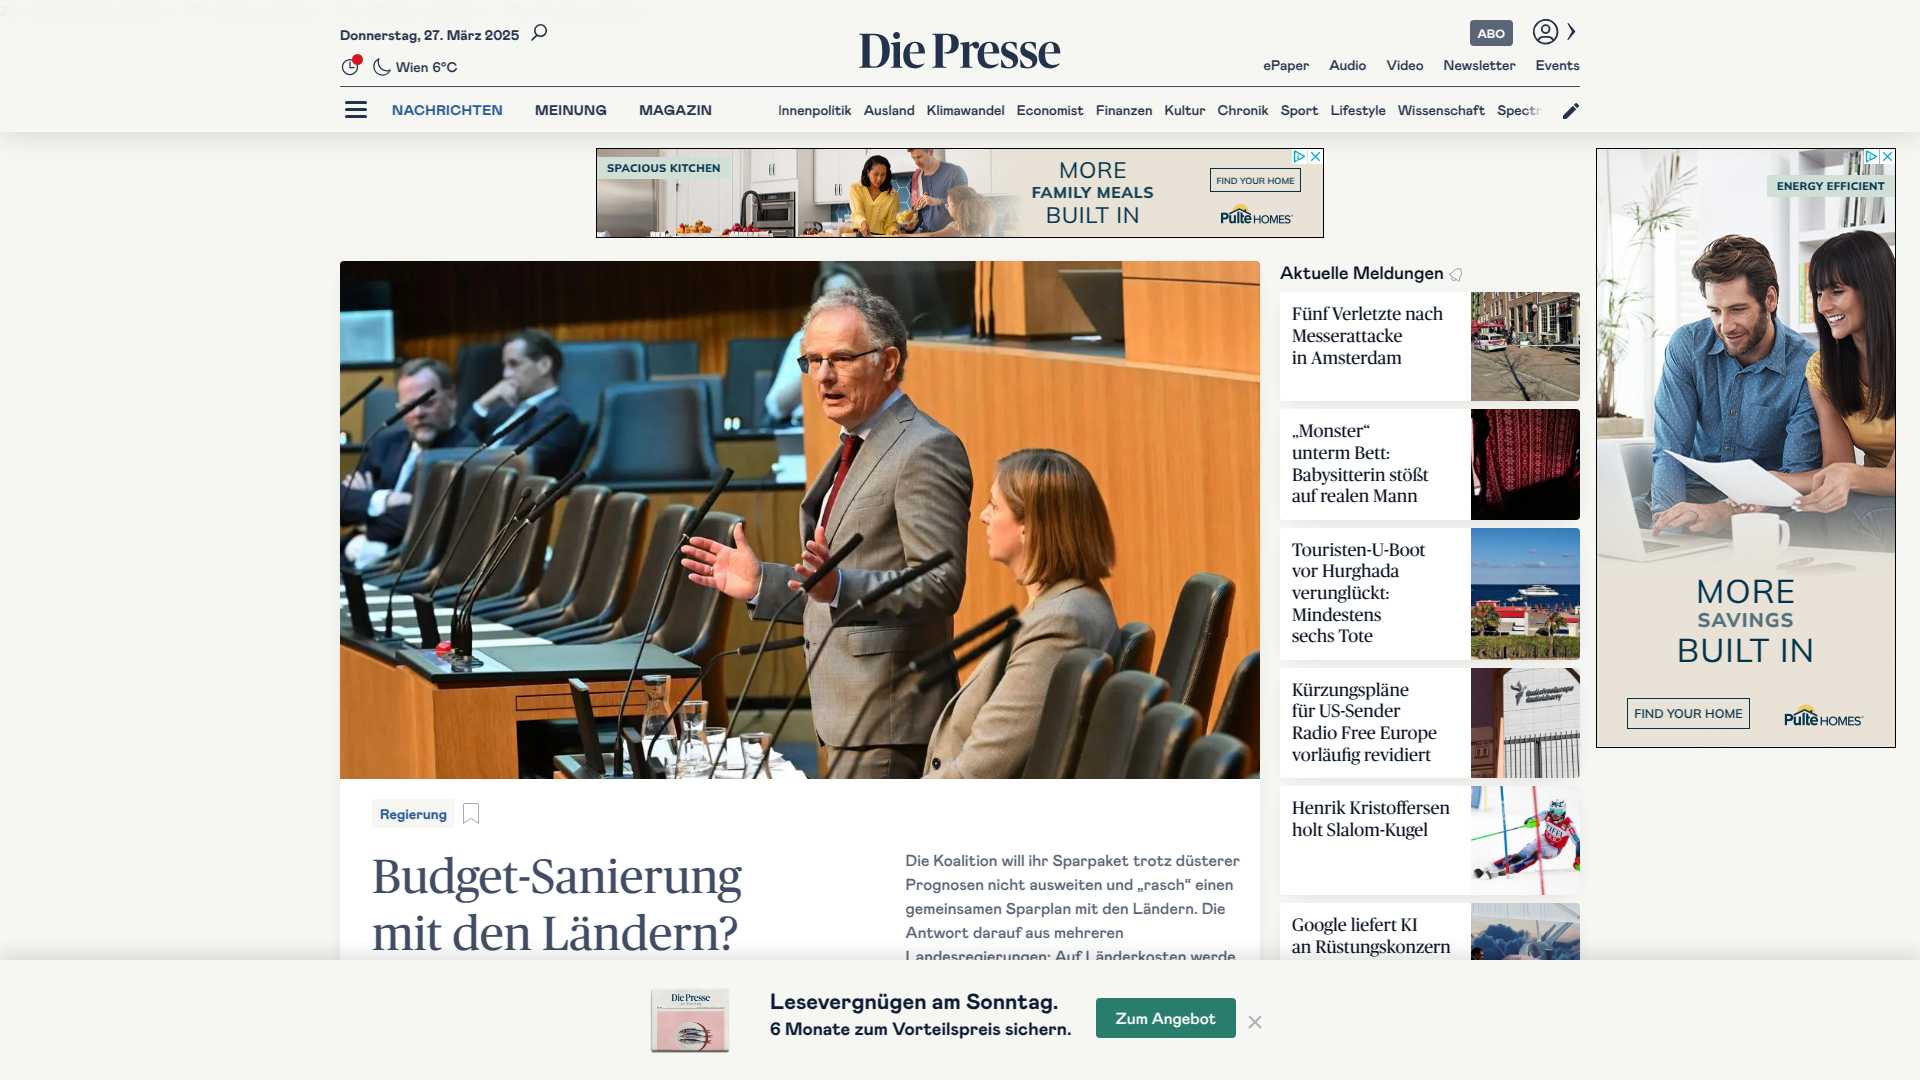 Donnerstag, 27. März 2025
Wien 6°C
Die Presse
ABO
ePaper Audio Video Newsletter Events
NACHRICHTEN MEINUNG MAGAZIN Innenpolitik Ausland Klimawandel Economist Finanzen Kultur Chronik Sport Lifestyle Wissenschaft Spectr
SPACIOUS KITCHEN
MORE
FAMILY MEALS
BUILT IN
FIND YOUR HOME
Pulte HOMES
ENERGY EFFICIENT
MORE
SAVINGS
BUILT IN
FIND YOUR HOME
Pulte HOMES
Regierung
Budget-Sanierung
mit den Ländern?
Die Koalition will ihr Sparpaket trotz düsterer
Prognosen nicht ausweiten und „rasch“ einen
gemeinsamen Sparplan mit den Ländern. Die
Antwort darauf aus mehreren
Landesregierungen: Auf Länderkosten werde
Aktuelle Meldungen
Fünf Verletzte nach
Messerattacke
in Amsterdam
„Monster“
unterm Bett:
Babysitterin stößt
auf realen Mann
Touristen-U-Boot
vor Hurghada
verunglückt:
Mindestens
sechs Tote
Kürzungspläne
für US-Sender
Radio Free Europe
vorläufig revidiert
Henrik Kristoffersen
holt Slalom-Kugel
Google liefert KI
an Rüstungskonzern
Die Presse
Lesevergnügen am Sonntag.
6 Monate zum Vorteilspreis sichern.
Zum Angebot